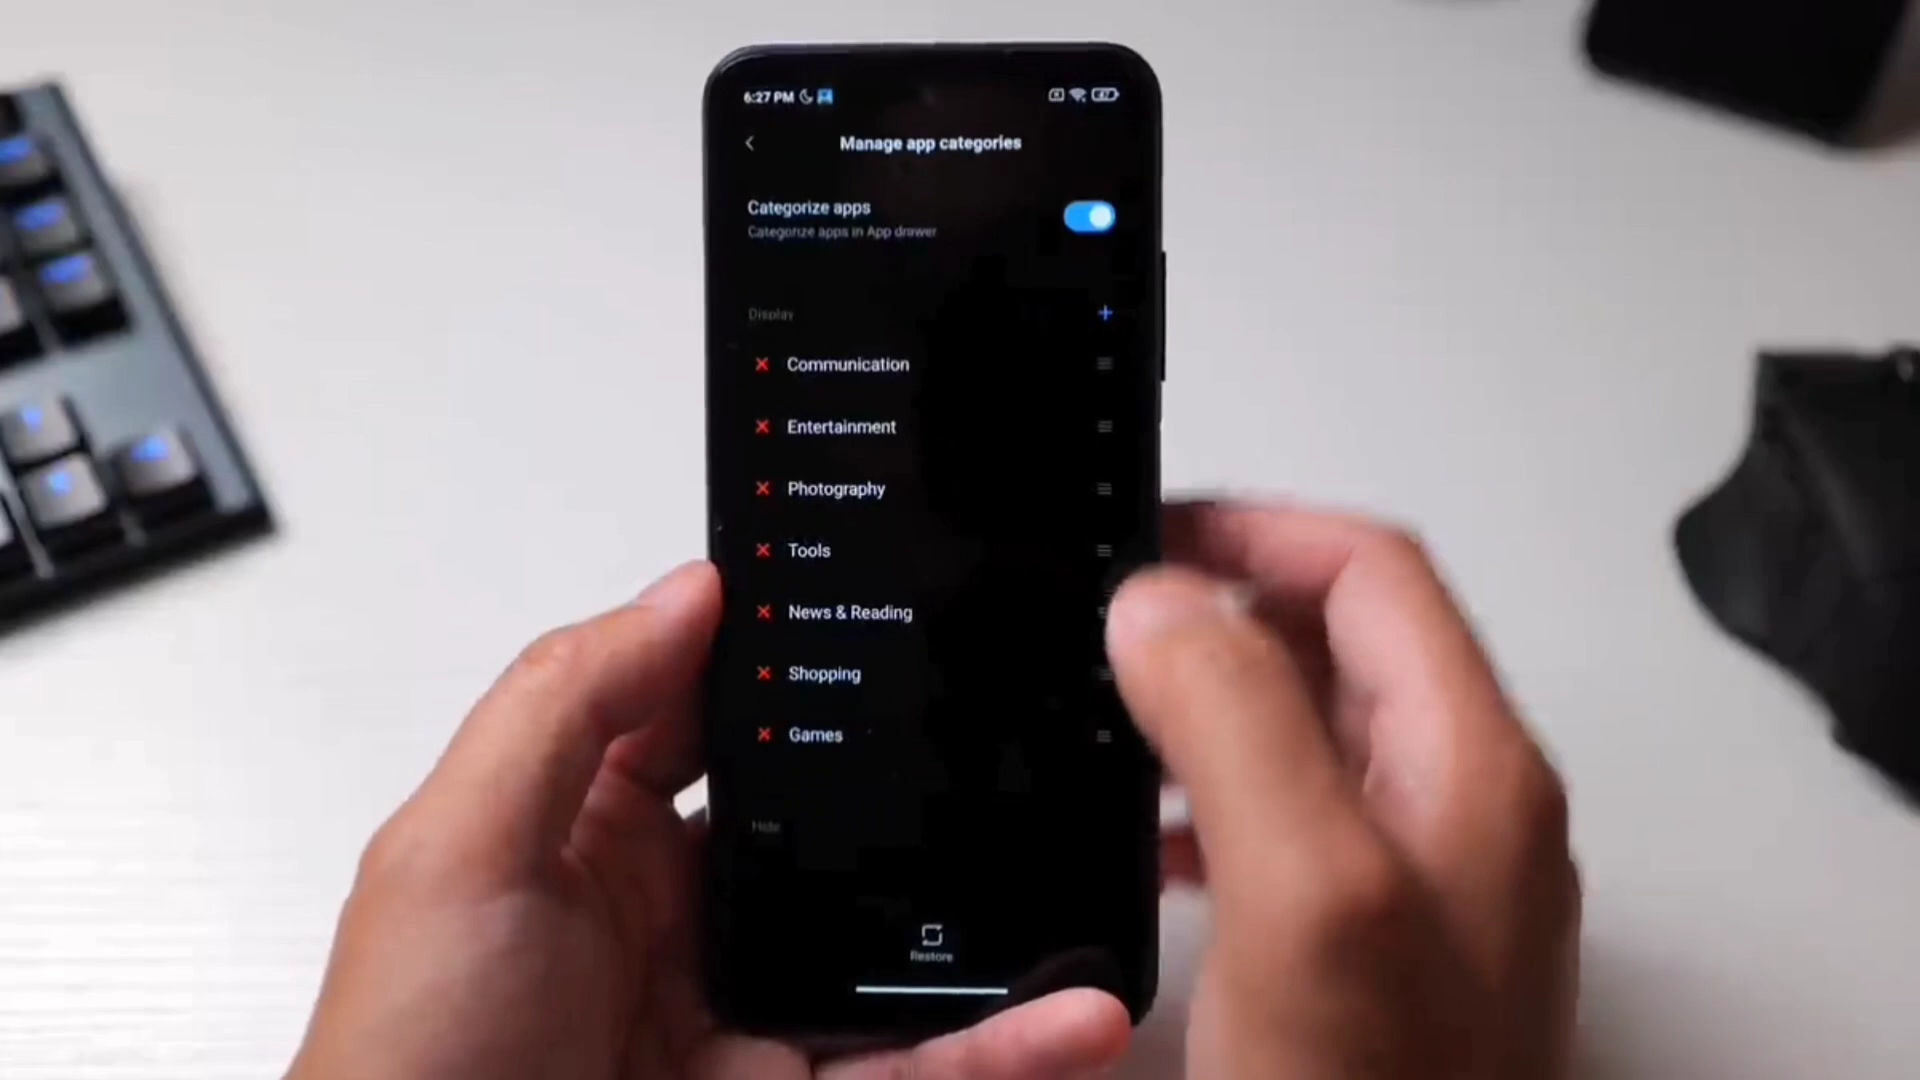 6:27 PM
Manage app categories
Categorize apps
Categorize apps in App drawer
Display
Communication
Entertainment
Photography
Tools
News & Reading
Shopping
Games
Hide
Restore